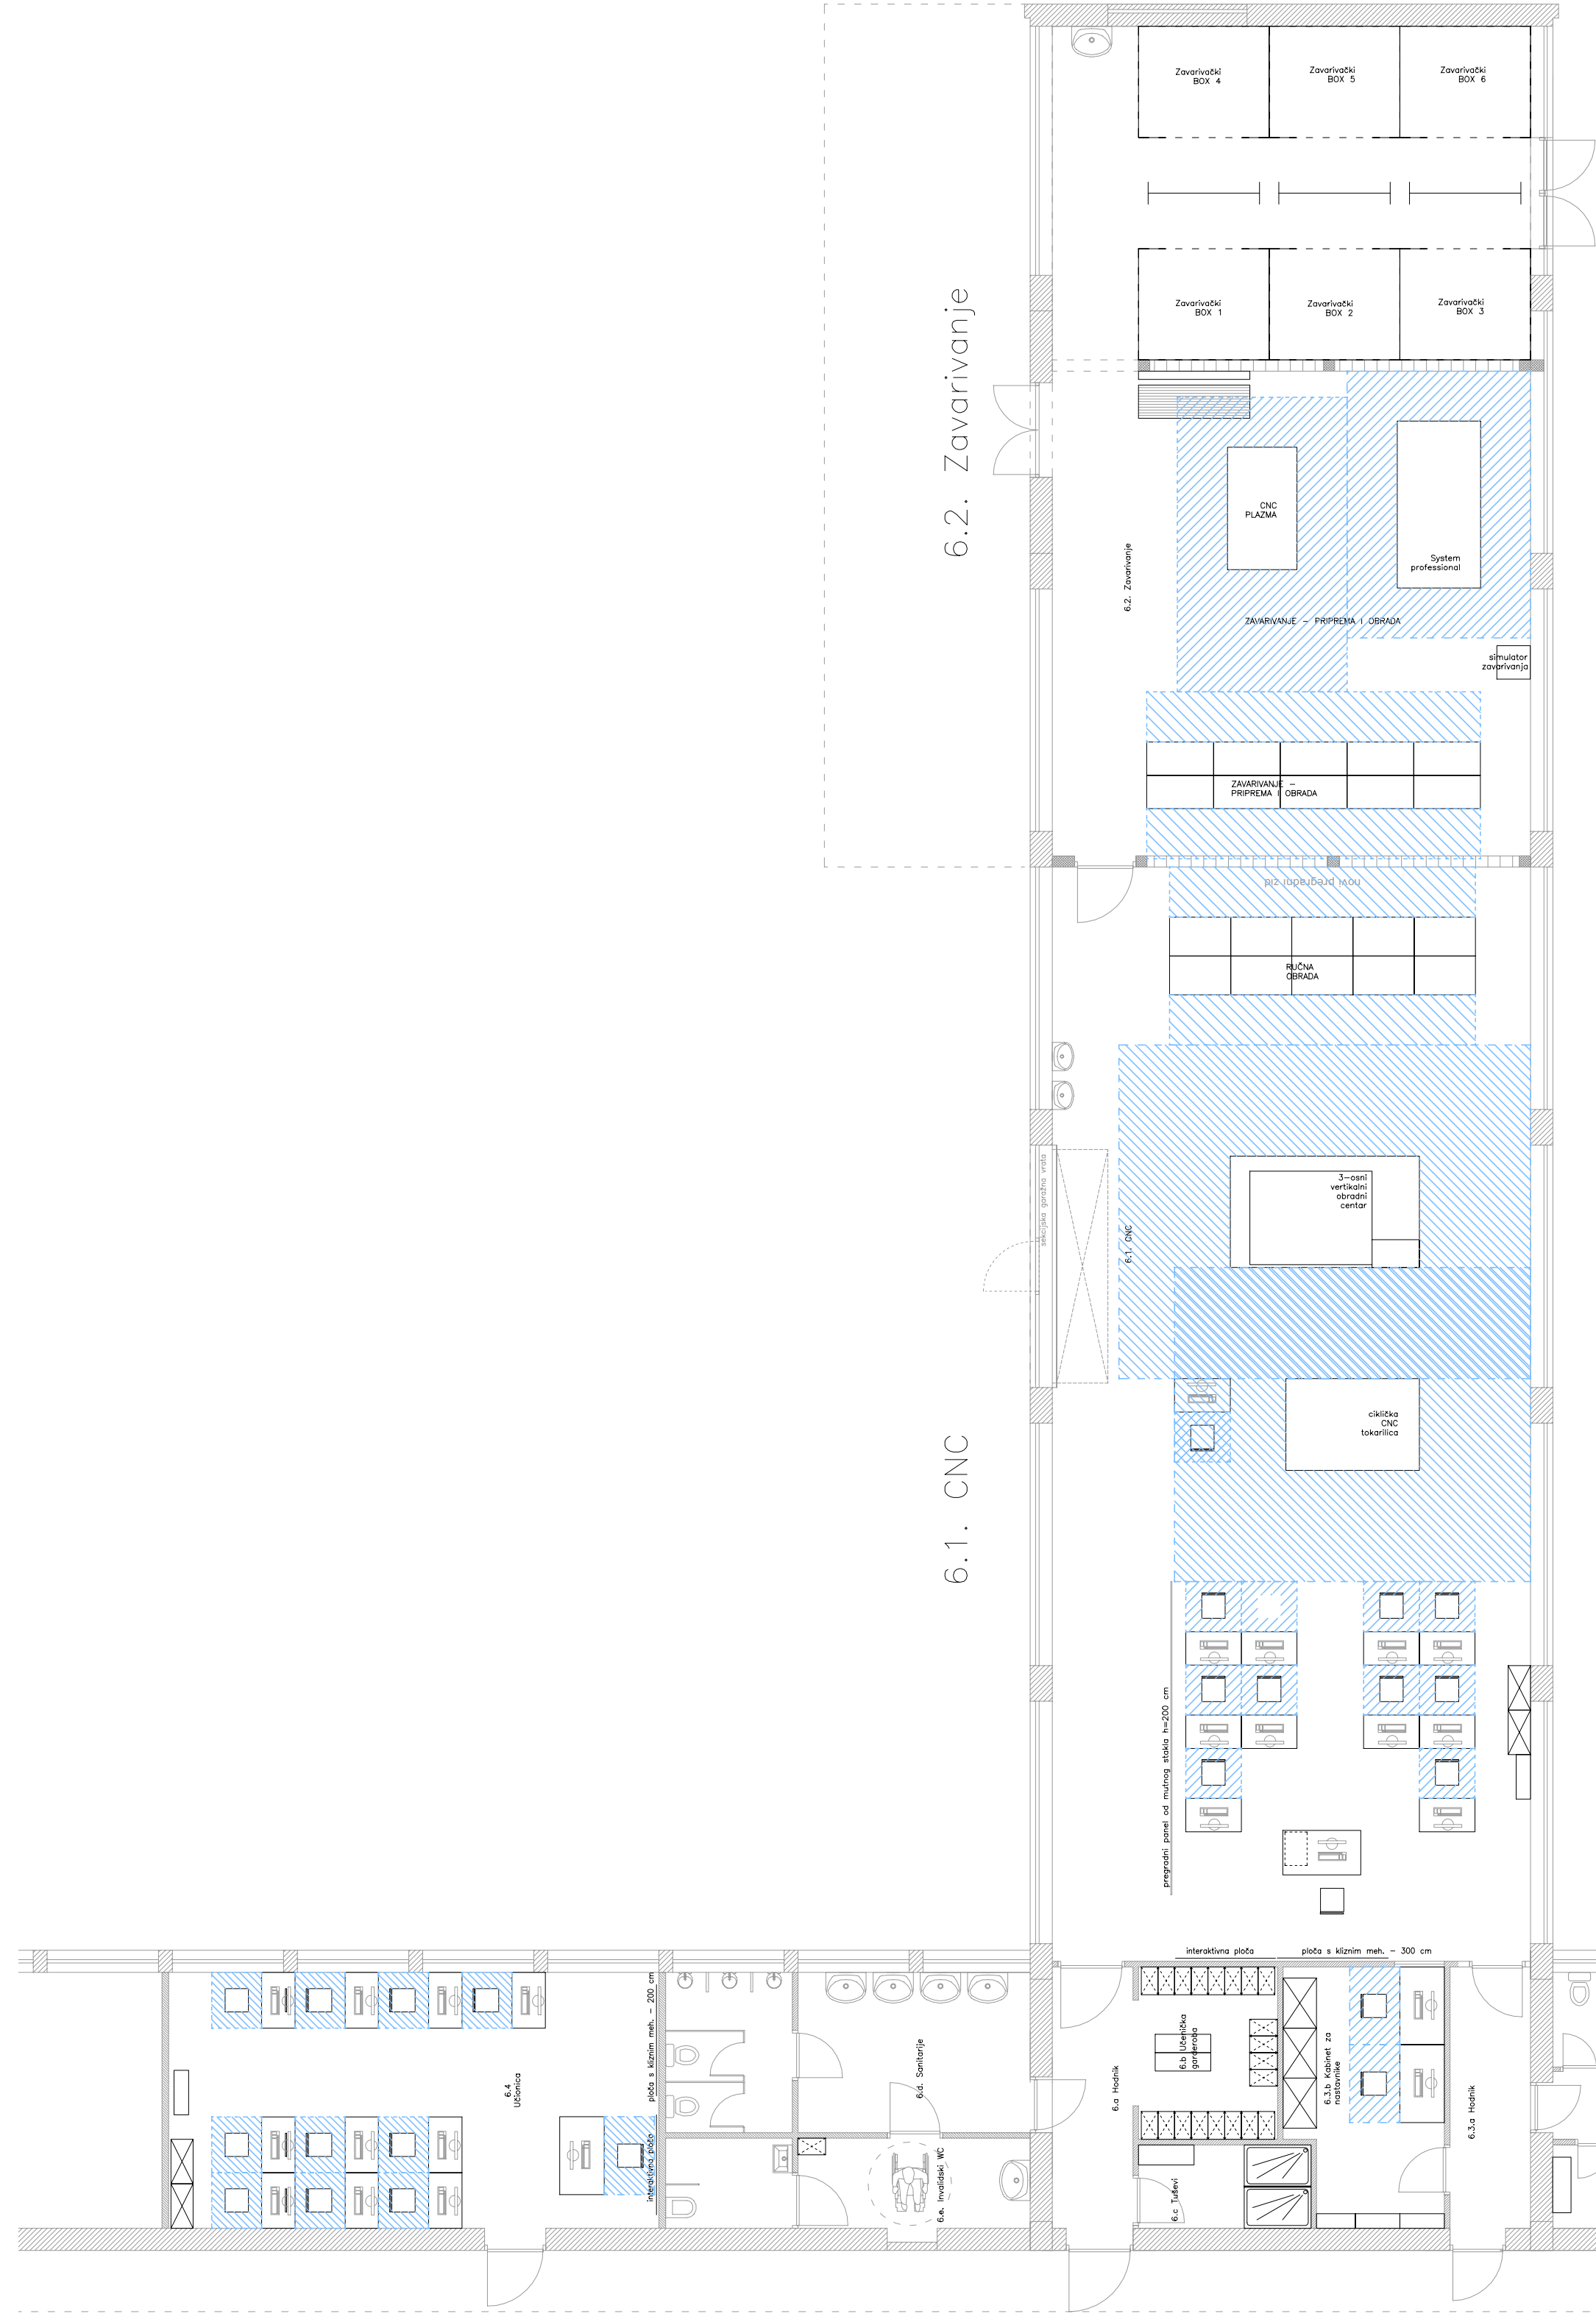 Zavarivački
BOX 4
Zavarivački
BOX 5
Zavarivački
BOX 6
Zavarivački
BOX 1
Zavarivački
BOX 2
Zavarivački
BOX 3
6.2. Zavarivanje
CNC
PLAZMA
System
professional
6.2. Zavarivanje
ZAVARIVANJE – PRIPREMA I OBRADA
simulator
zavarivanja
ZAVARIVANJE –
PRIPREMA I OBRADA
novi pregradni zid
RUČNA
OBRADA
sekcijska garažna vrata
3–osni
vertikalni
obradni
centar
6.1. CNC
6.1. CNC
ciklička
CNC
tokarilica
pregradni panel od mutnog stakla h=200 cm
interaktivna ploča
ploča s kliznim meh. – 300 cm
6.4
Učionica
ploča s kliznim meh. – 200 cm
interaktivna ploča
6.d. Sanitarije
6.e. Invalidski WC
6.a Hodnik
6.b Učenička
garderoba
6.c Tuševi
6.3.b Kabinet za
nastavnike
6.3.a Hodnik